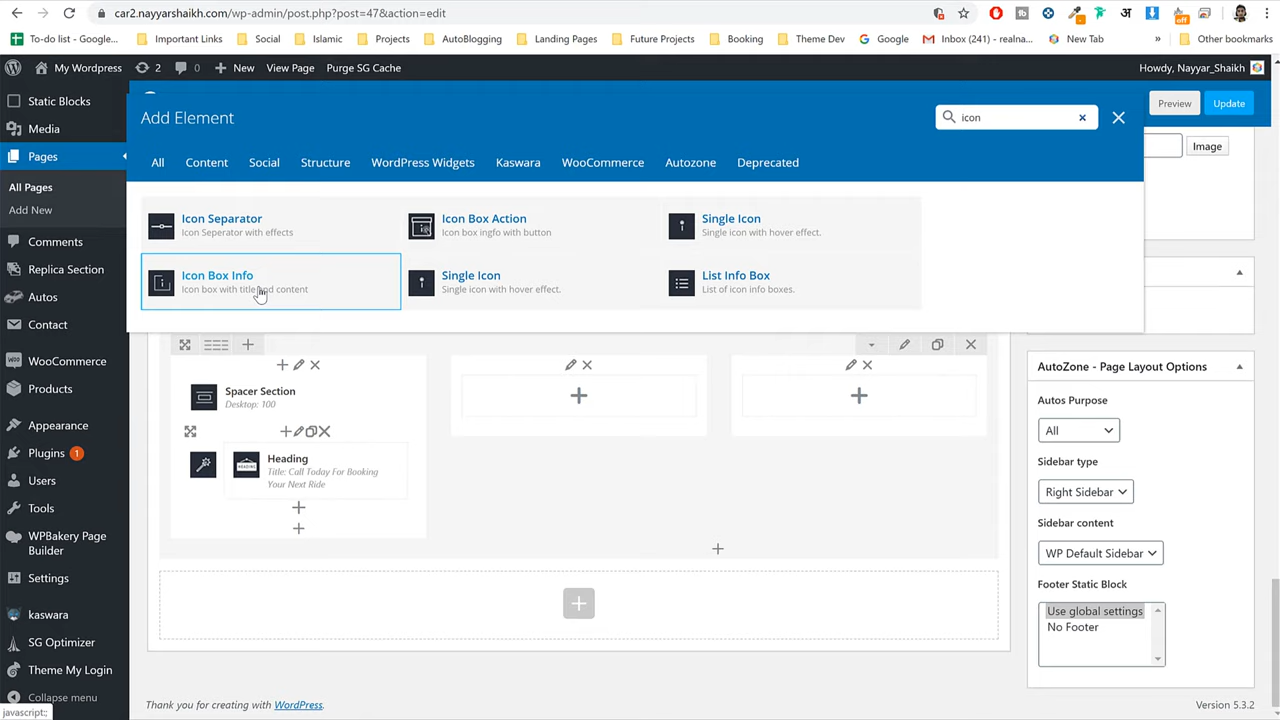 car2.nayyarshaikh.com/wp-admin/post.php?post=47&action=edit
To-do list - Google...
Important Links
Social
Islamic
Projects
AutoBlogging
Landing Pages
Future Projects
Booking
Theme Dev
Google
Inbox (241) - realna...
New Tab
»
Other bookmarks
My Wordpress
2
0
New
View Page
Purge SG Cache
Howdy, Nayyar_Shaikh
Static Blocks
Media
Pages
All Pages
Add New
Comments
Replica Section
Autos
Contact
WooCommerce
Products
Appearance
Plugins 1
Users
Tools
WPBakery Page
Builder
Settings
kaswara
SG Optimizer
Theme My Login
Collapse menu
javascript:;
Add Element
icon
Preview
Update
All
Content
Social
Structure
WordPress Widgets
Kaswara
WooCommerce
Autozone
Deprecated
Image
Icon Separator
Icon Seperator with effects
Icon Box Action
Icon box ingfo with button
Single Icon
Single icon with hover effect.
Icon Box Info
Icon box with title and content
Single Icon
Single icon with hover effect.
List Info Box
List of icon info boxes.
Spacer Section
Desktop: 100
Heading
Title: Call Today For Booking
Your Next Ride
AutoZone - Page Layout Options
Autos Purpose
All
Sidebar type
Right Sidebar
Sidebar content
WP Default Sidebar
Footer Static Block
Use global settings
No Footer
Thank you for creating with WordPress.
Version 5.3.2